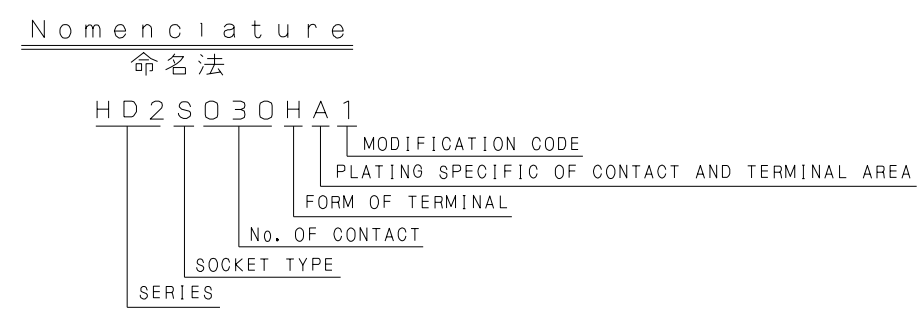 Nomenclature
命名法
HD2S030HA1
MODIFICATION CODE
PLATING SPECIFIC OF CONTACT AND TERMINAL AREA
FORM OF TERMINAL
No. OF CONTACT
SOCKET TYPE
SERIES